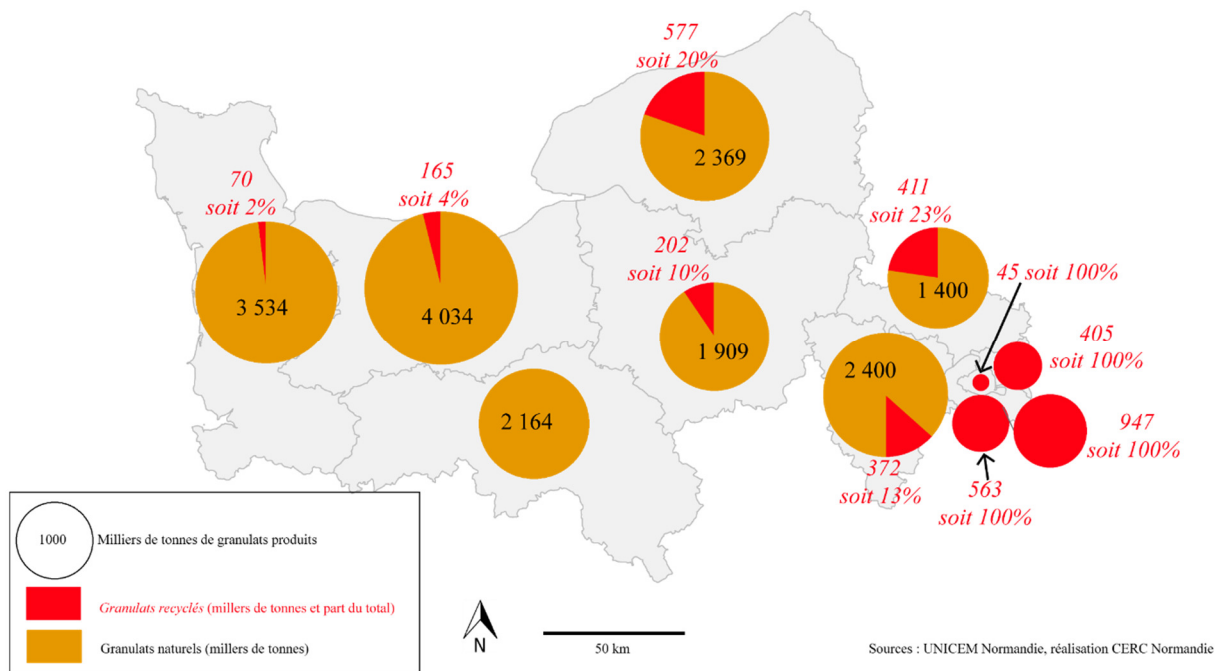 577
soit 20%
2 369
70
soit 2%
3 534
165
soit 4%
4 034
411
soit 23%
1 400
202
soit 10%
1 909
45 soit 100%
405
soit 100%
2 400
372
soit 13%
947
soit 100%
563
soit 100%
2 164
1000
Milliers de tonnes de granulats produits
Granulats recyclés (millers de tonnes et part du total)
Granulats naturels (millers de tonnes)
N
50 km
Sources : UNICEM Normandie, réalisation CERC Normandie